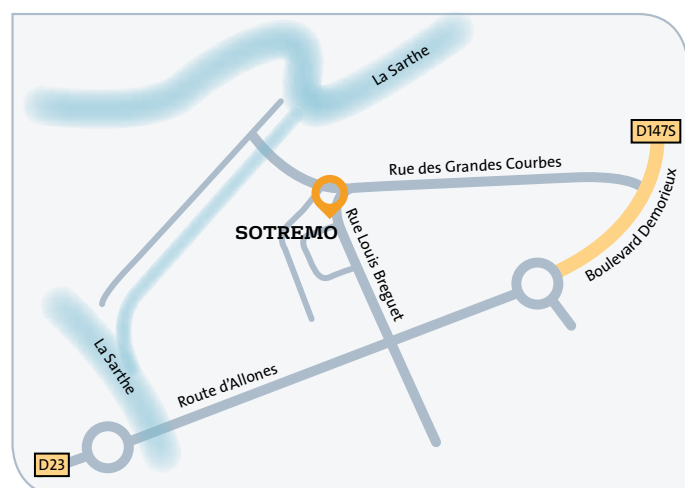 La Sarthe
D147S
Rue des Grandes Courbes
Boulevard Demorieux
SOTREMO
Rue Louis Breguet
La Sarthe
Route d'Allones
D23